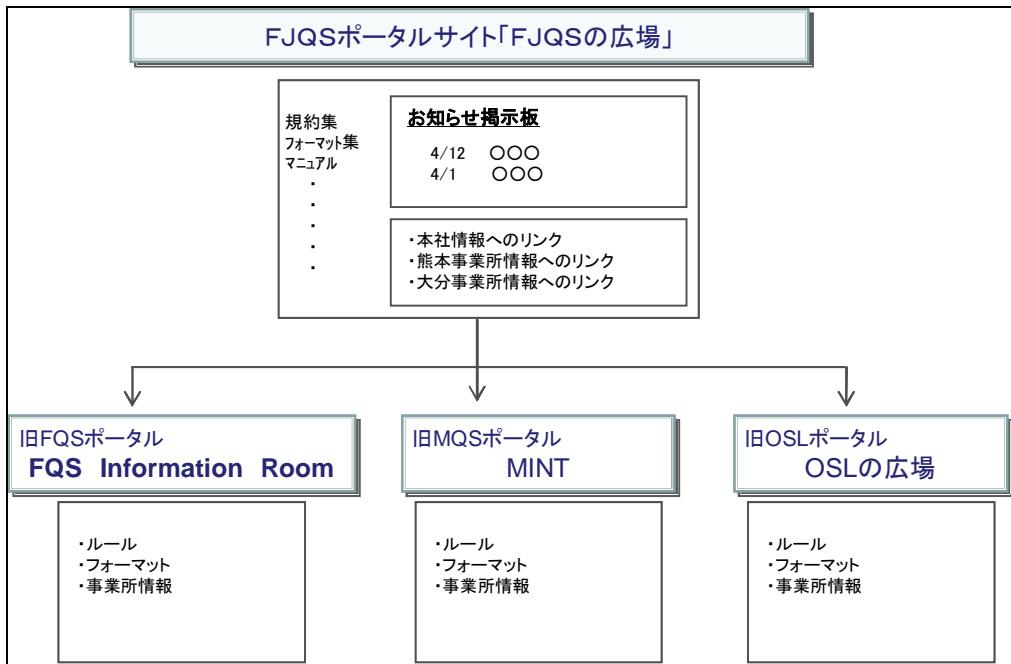 FJQSポータルサイト「FJQSの広場」
規約集
フォーマット集
マニュアル
・
・
・
・
・
お知らせ掲示板
4/12 〇〇〇
4/1 〇〇〇
・本社情報へのリンク
・熊本事業所情報へのリンク
・大分事業所情報へのリンク
旧FQSポータル
FQS Information Room
・ルール
・フォーマット
・事業所情報
旧MQSポータル
MINT
・ルール
・フォーマット
・事業所情報
旧OSLポータル
OSLの広場
・ルール
・フォーマット
・事業所情報